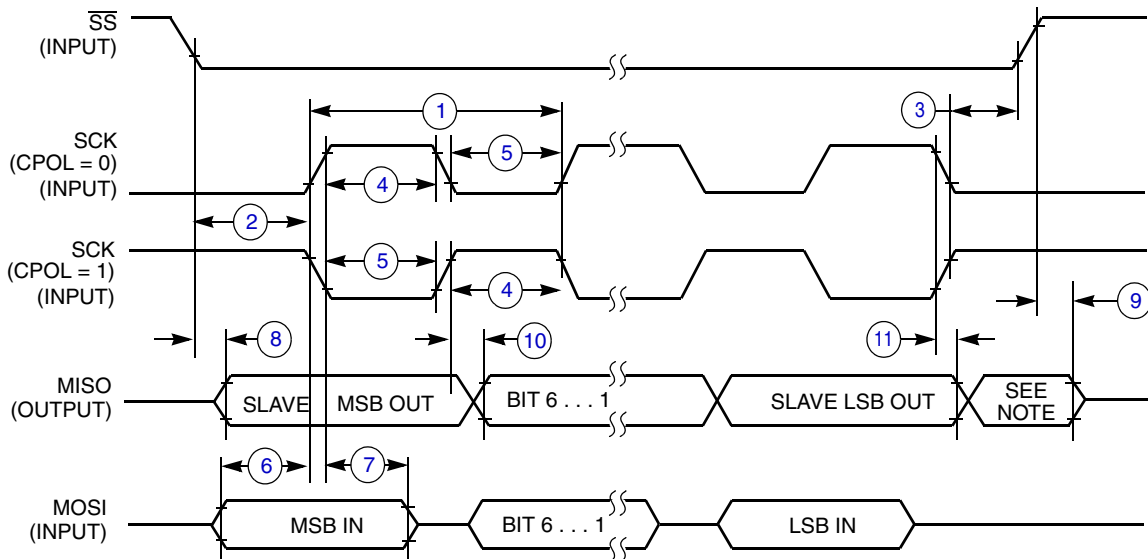 SS
(INPUT)
1
3
SCK
(CPOL = 0)
(INPUT)
5
4
2
SCK
(CPOL = 1)
(INPUT)
5
4
9
8
10
11
MISO
(OUTPUT)
SLAVE MSB OUT
BIT 6 . . . 1
SLAVE LSB OUT
SEE
NOTE
6
7
MOSI
(INPUT)
MSB IN
BIT 6 . . . 1
LSB IN